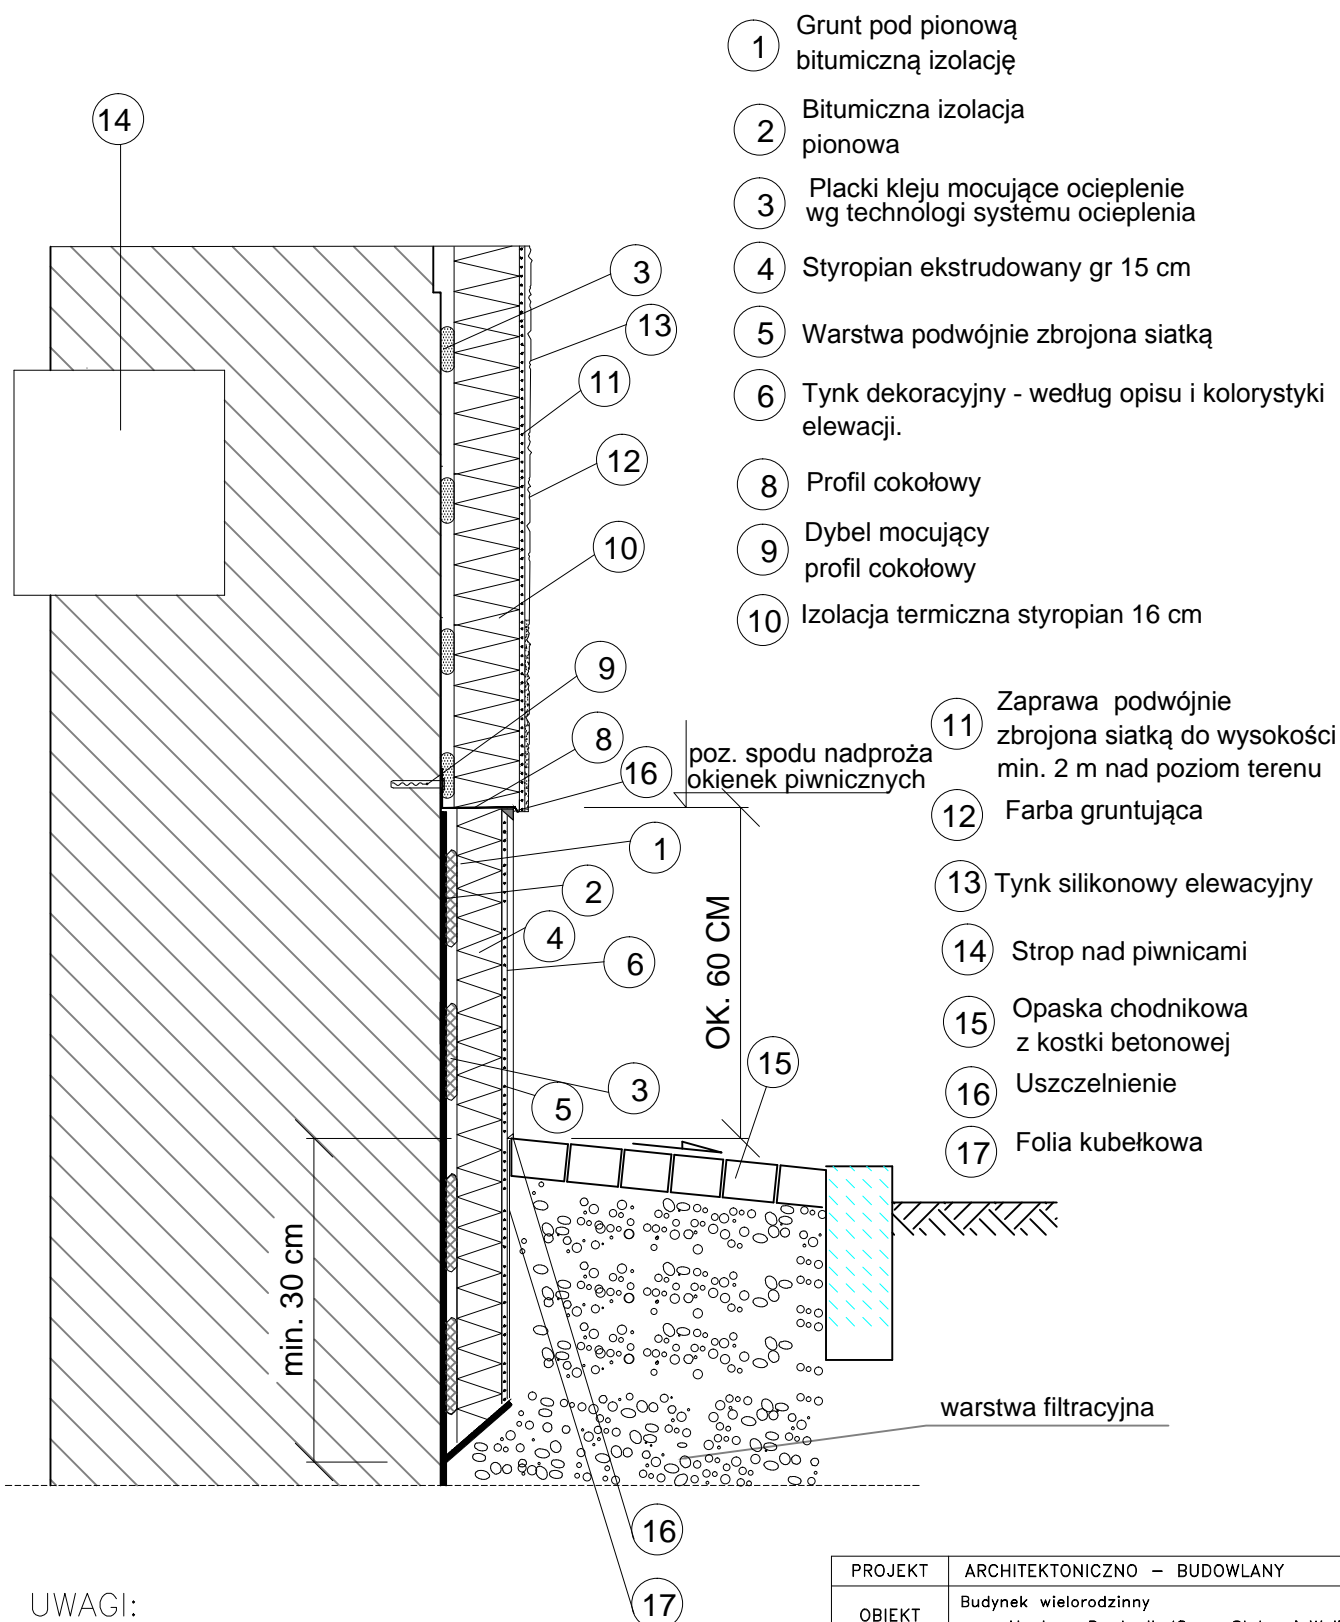 1 Grunt pod pionową
bitumiczną izolację
2 Bitumiczna izolacja
pionowa
3 Placki kleju mocujące ocieplenie
wg technologi systemu ocieplenia
4 Styropian ekstrudowany gr 15 cm
5 Warstwa podwójnie zbrojona siatką
6 Tynk dekoracyjny - według opisu i kolorystyki
elewacji.
8 Profil cokołowy
9 Dybel mocujący
profil cokołowy
10 Izolacja termiczna styropian 16 cm
11 Zaprawa podwójnie
zbrojona siatką do wysokości
min. 2 m nad poziom terenu
12 Farba gruntująca
13 Tynk silikonowy elewacyjny
14 Strop nad piwnicami
15 Opaska chodnikowa
z kostki betonowej
16 Uszczelnienie
17 Folia kubełkowa
14
3
13
11
12
10
9
8
16
poz. spodu nadproża
okienek piwnicznych
1
2
4
6
OK. 60 CM
15
3
5
min. 30 cm
warstwa filtracyjna
16
17
UWAGI:
PROJEKT ARCHITEKTONICZNO – BUDOWLANY
OBIEKT Budynek wielorodzinny